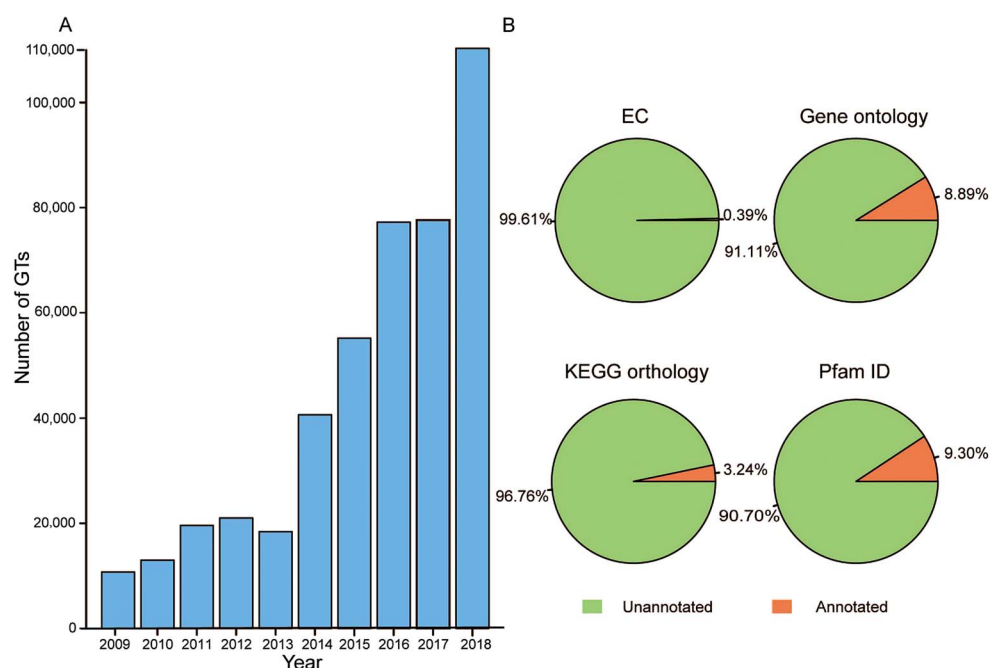 A
B
Number of GTs
110,000
100,000
80,000
60,000
40,000
20,000
0
2009 2010 2011 2012 2013 2014 2015 2016 2017 2018
Year
EC
99.61%
0.39%
Gene ontology
8.89%
91.11%
KEGG orthology
96.76%
3.24%
Pfam ID
9.30%
90.70%
Unannotated
Annotated